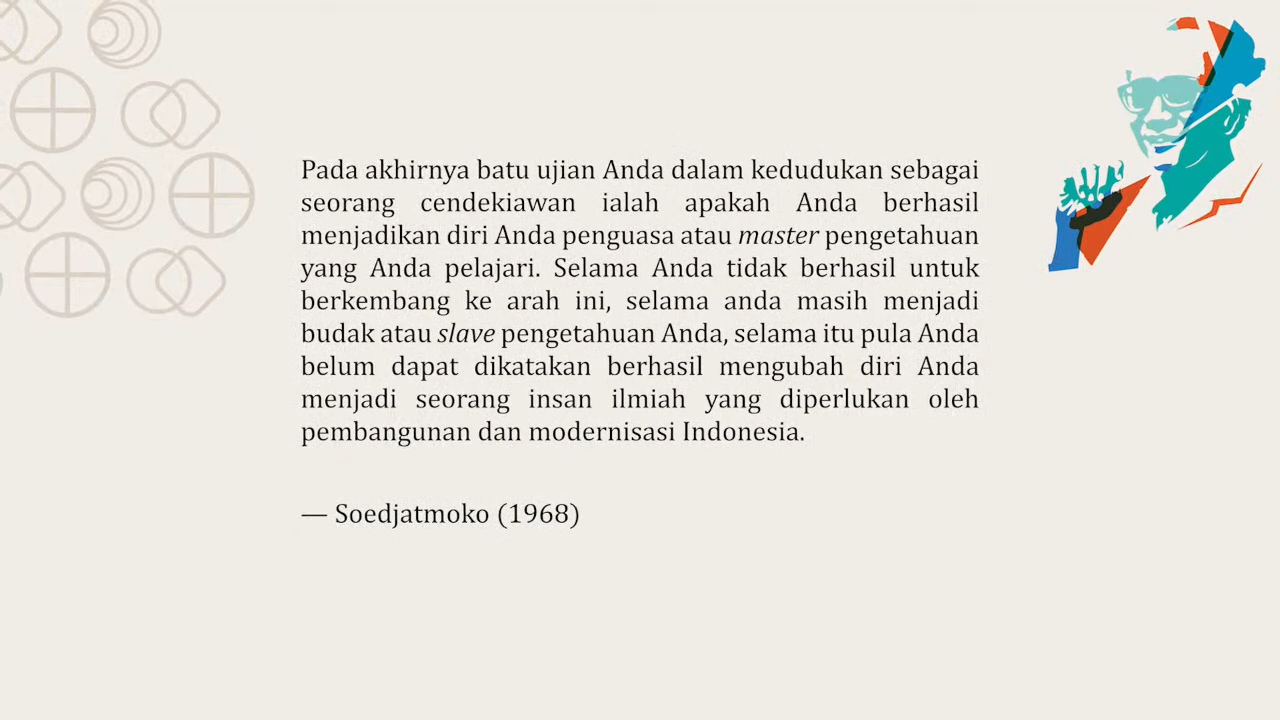 Pada akhirnya batu ujian Anda dalam kedudukan sebagai
seorang cendekiawan ialah apakah Anda berhasil
menjadikan diri Anda penguasa atau master pengetahuan
yang Anda pelajari. Selama Anda tidak berhasil untuk
berkembang ke arah ini, selama anda masih menjadi
budak atau slave pengetahuan Anda, selama itu pula Anda
belum dapat dikatakan berhasil mengubah diri Anda
menjadi seorang insan ilmiah yang diperlukan oleh
pembangunan dan modernisasi Indonesia.
— Soedjatmoko (1968)